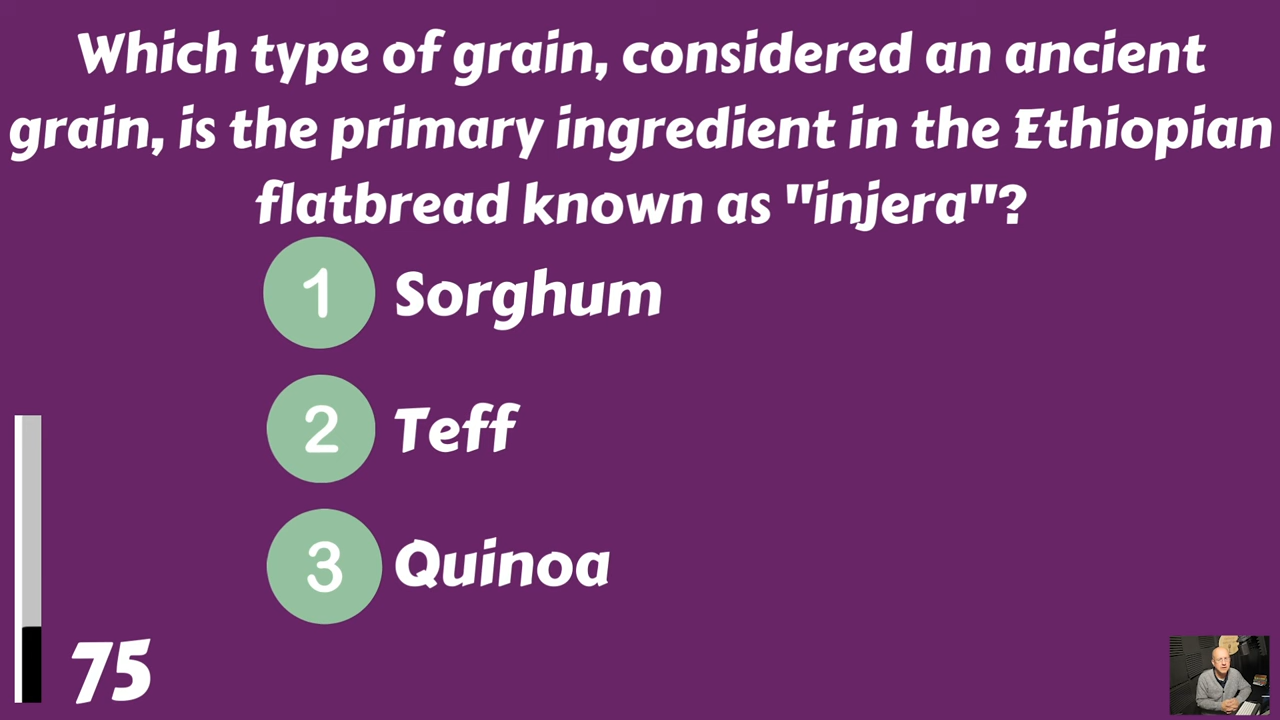 Which type of grain, considered an ancient
grain, is the primary ingredient in the Ethiopian
flatbread known as "injera"?
1 Sorghum
2 Teff
3 Quinoa
75